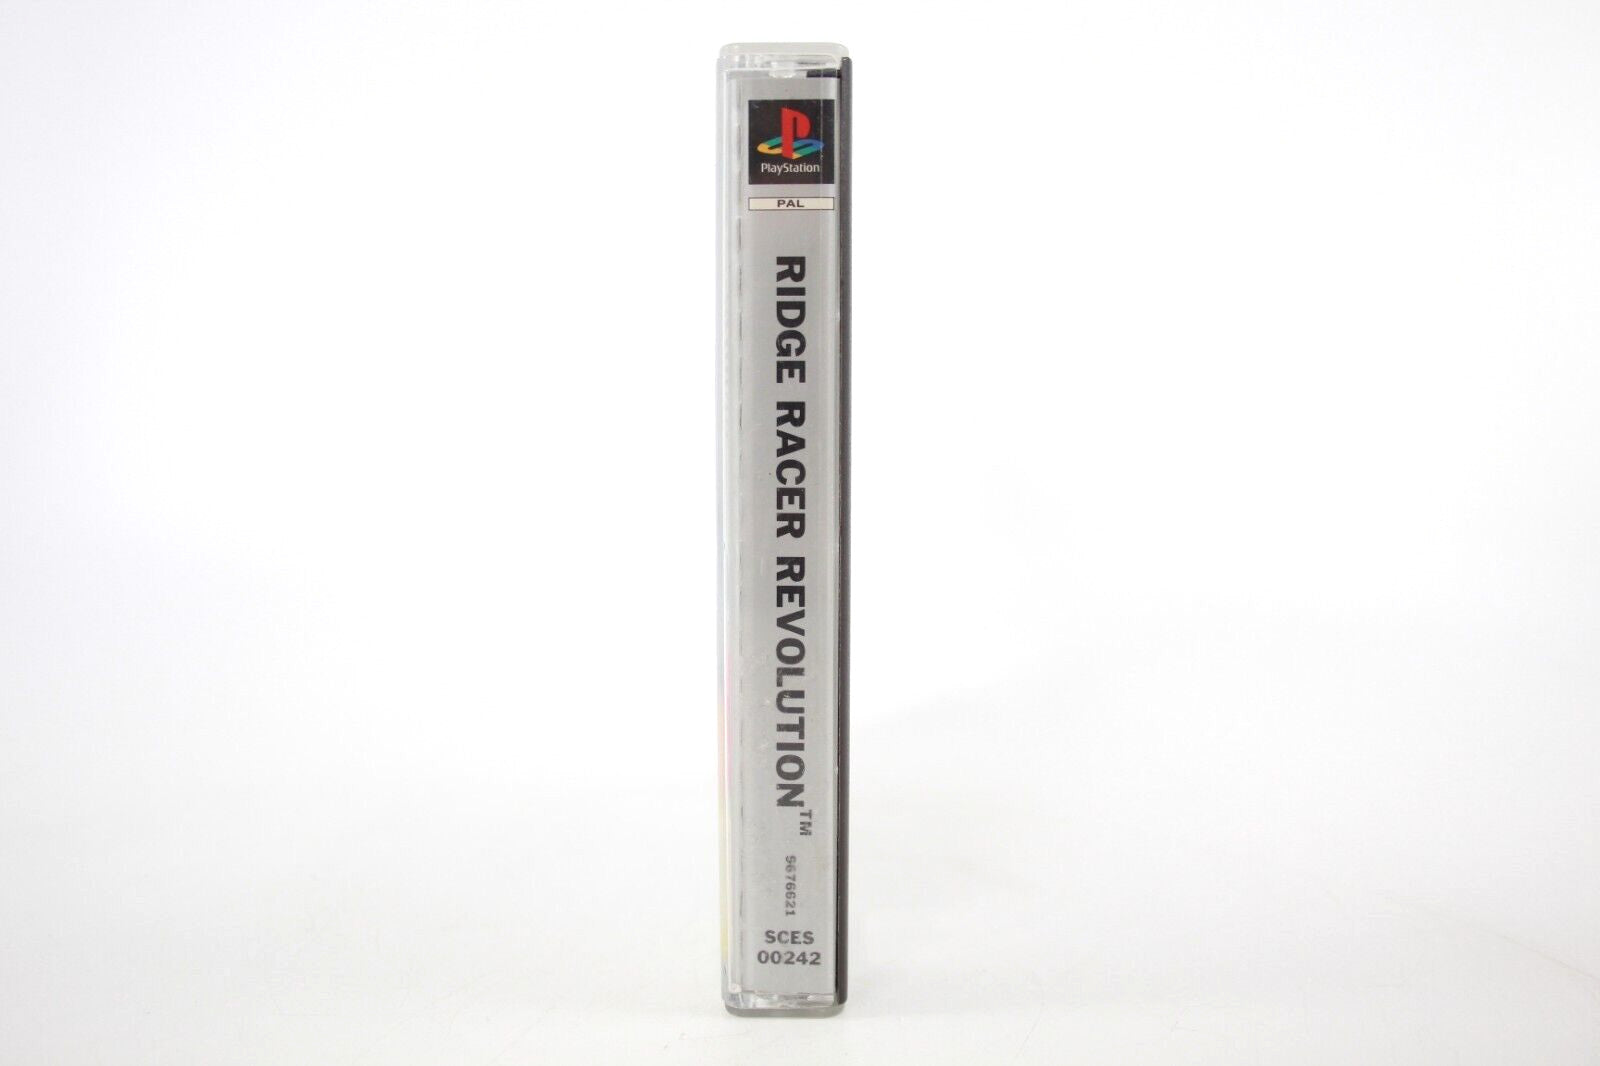 PlayStation
PAL
RIDGE RACER REVOLUTION™
9676621
SCES
00242